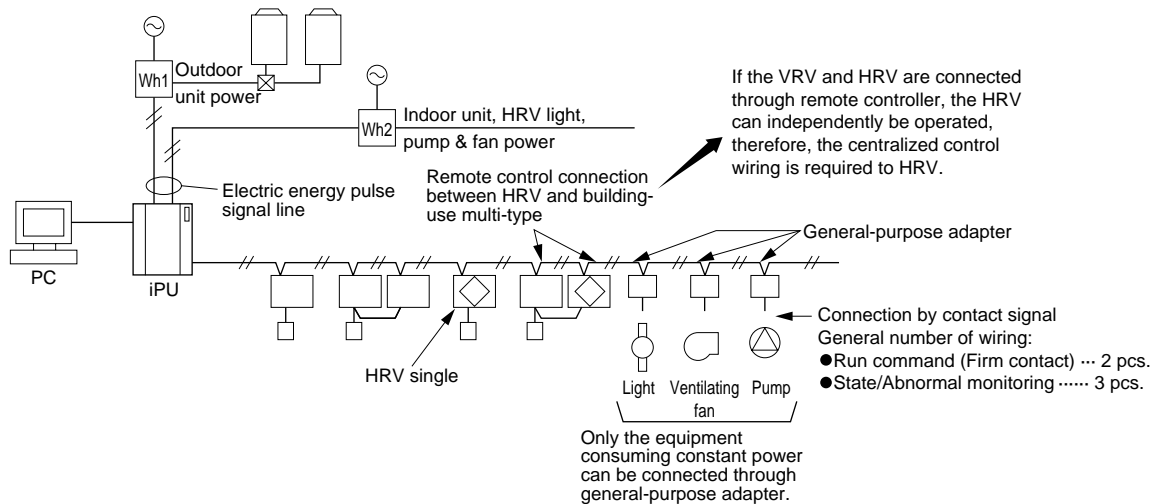 Wh1
Outdoor
unit power
If the VRV and HRV are connected
through remote controller, the HRV
can independently be operated,
therefore, the centralized control
wiring is required to HRV.
Wh2
Indoor unit, HRV light,
pump & fan power
Electric energy pulse
signal line
Remote control connection
between HRV and building-
use multi-type
General-purpose adapter
PC
iPU
HRV single
Connection by contact signal
General number of wiring:
●Run command (Firm contact) ··· 2 pcs.
●State/Abnormal monitoring ······ 3 pcs.
Light
Ventilating
fan
Pump
Only the equipment
consuming constant power
can be connected through
general-purpose adapter.